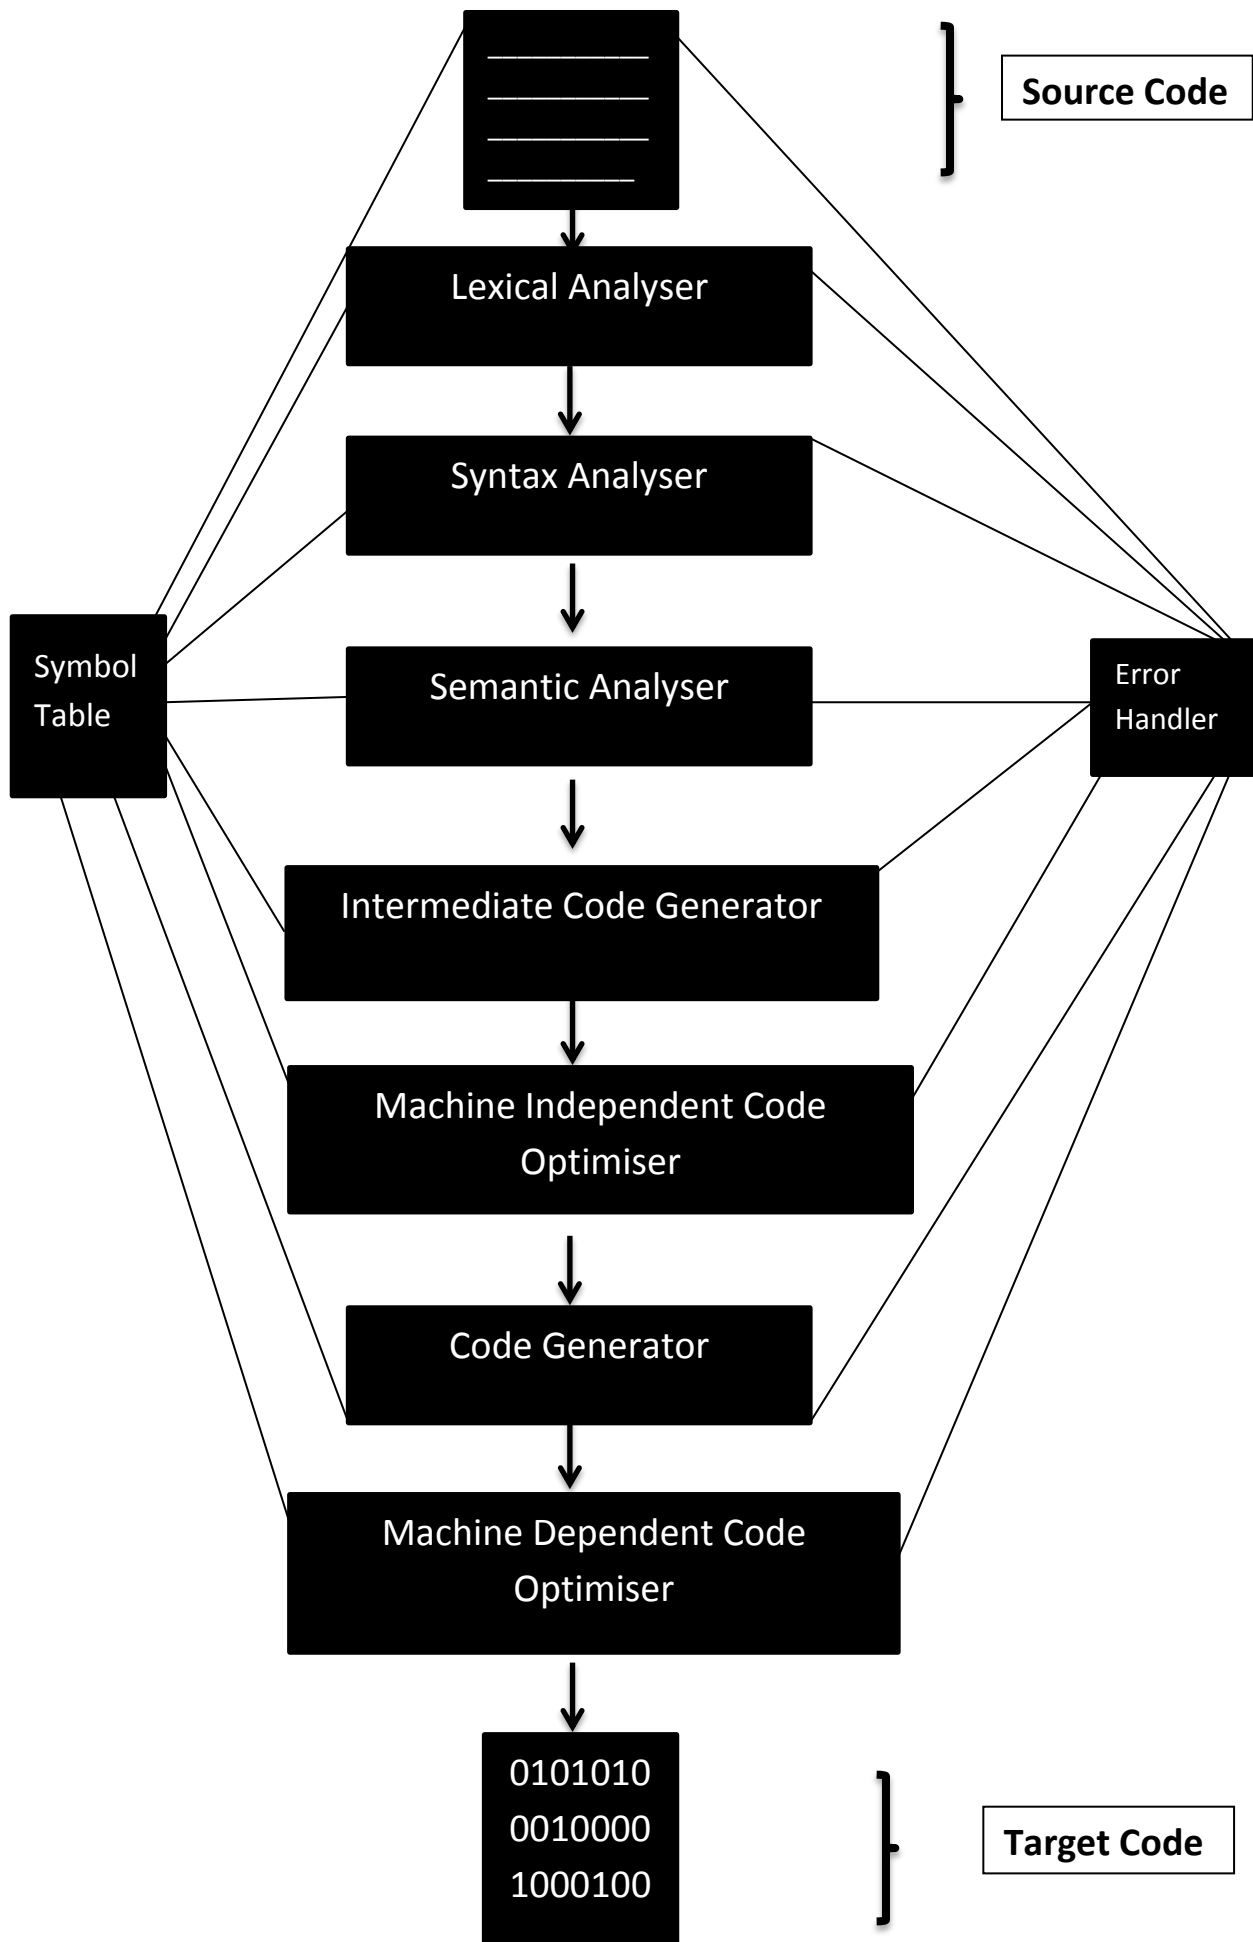 Source Code
Lexical Analyser
Syntax Analyser
Symbol
Table
Semantic Analyser
Error
Handler
Intermediate Code Generator
Machine Independent Code
Optimiser
Code Generator
Machine Dependent Code
Optimiser
0101010
0010000
1000100
Target Code